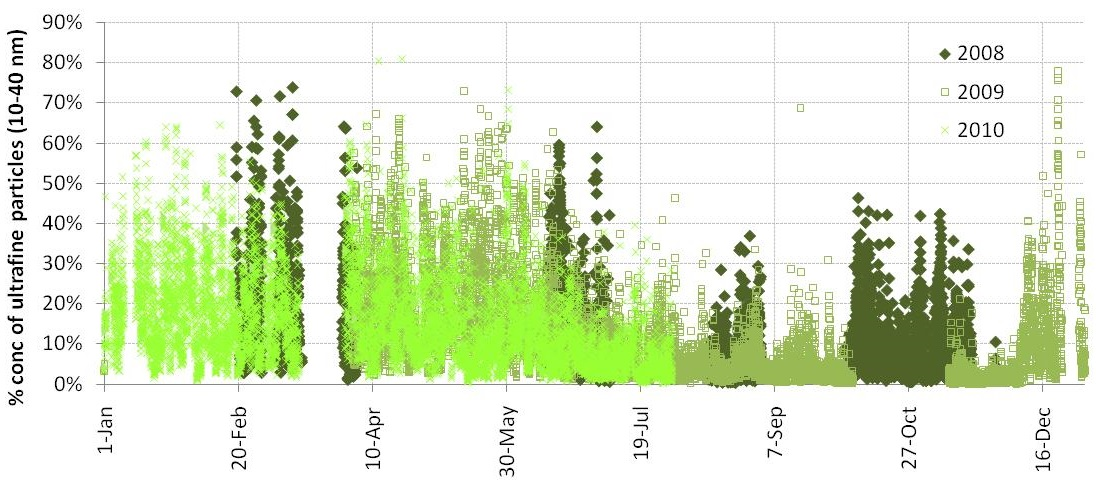 % conc of ultrafine particles (10-40 nm)
90%
80%
70%
60%
50%
40%
30%
20%
10%
0%
2008
2009
2010
1-Jan
20-Feb
10-Apr
30-May
19-Jul
7-Sep
27-Oct
16-Dec